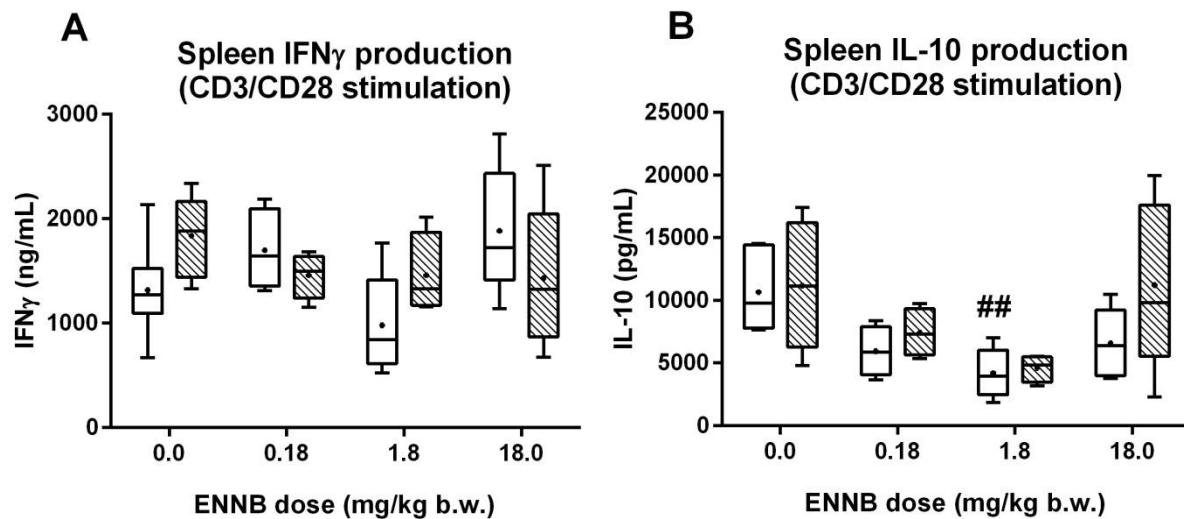 A
Spleen IFNγ production
(CD3/CD28 stimulation)
IFNγ (ng/mL)
3000
2000
1000
0
0.0 0.18 1.8 18.0
ENNB dose (mg/kg b.w.)
B
Spleen IL-10 production
(CD3/CD28 stimulation)
IL-10 (pg/mL)
25000
20000
15000
10000
5000
0
##
0.0 0.18 1.8 18.0
ENNB dose (mg/kg b.w.)